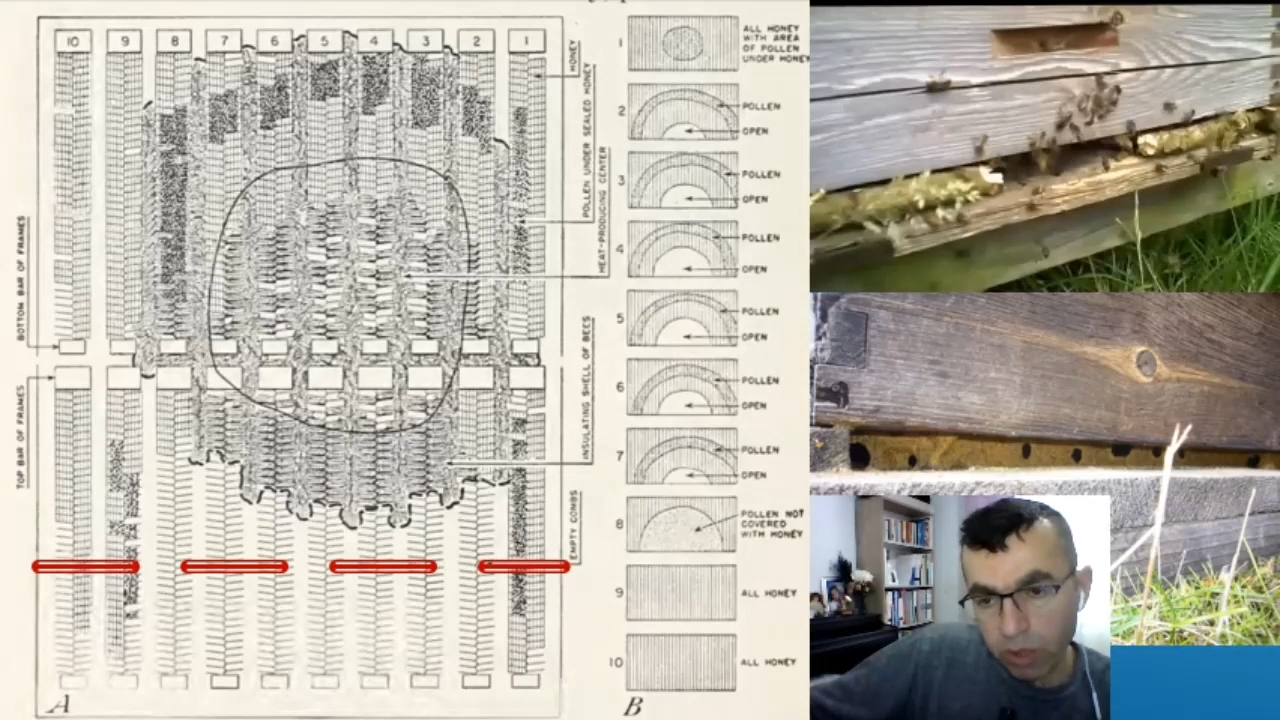 10 9 8 7 6 5 4 3 2 1
HONEY
POLLEN UNDER SEALED HONEY
HEAT-PRODUCING CENTER
BOTTOM BAR OF FRAMES
TOP BAR OF FRAMES
INSULATING SHELL OF BEES
EMPTY COMBS
A
1
ALL HONEY
WITH AREA
OF POLLEN
UNDER HONEY
2
POLLEN
OPEN
3
POLLEN
OPEN
4
POLLEN
OPEN
5
POLLEN
OPEN
6
POLLEN
OPEN
7
POLLEN
OPEN
8
POLLEN NOT
COVERED
WITH HONEY
9
ALL HONEY
10
ALL HONEY
B